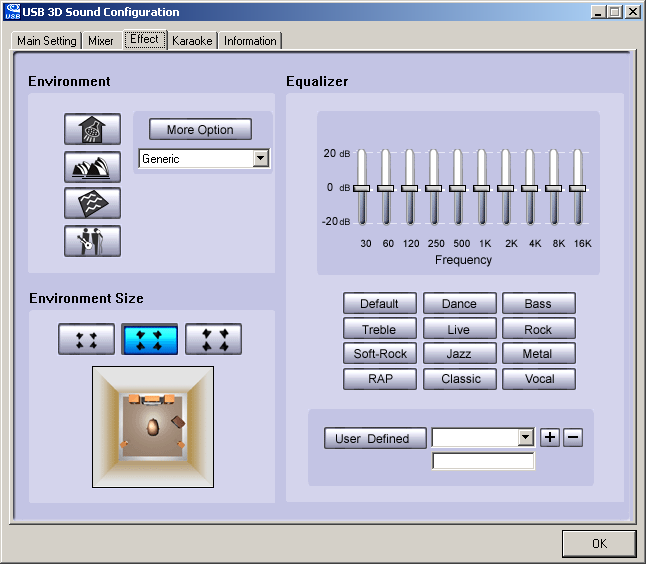 USB
USB 3D Sound Configuration
Main Setting Mixer Effect Karaoke Information
Environment
More Option
Generic
Environment Size
Equalizer
20 dB
0 dB
-20 dB
30 60 120 250 500 1K 2K 4K 8K 16K
Frequency
Default Dance Bass
Treble Live Rock
Soft-Rock Jazz Metal
RAP Classic Vocal
User Defined
OK